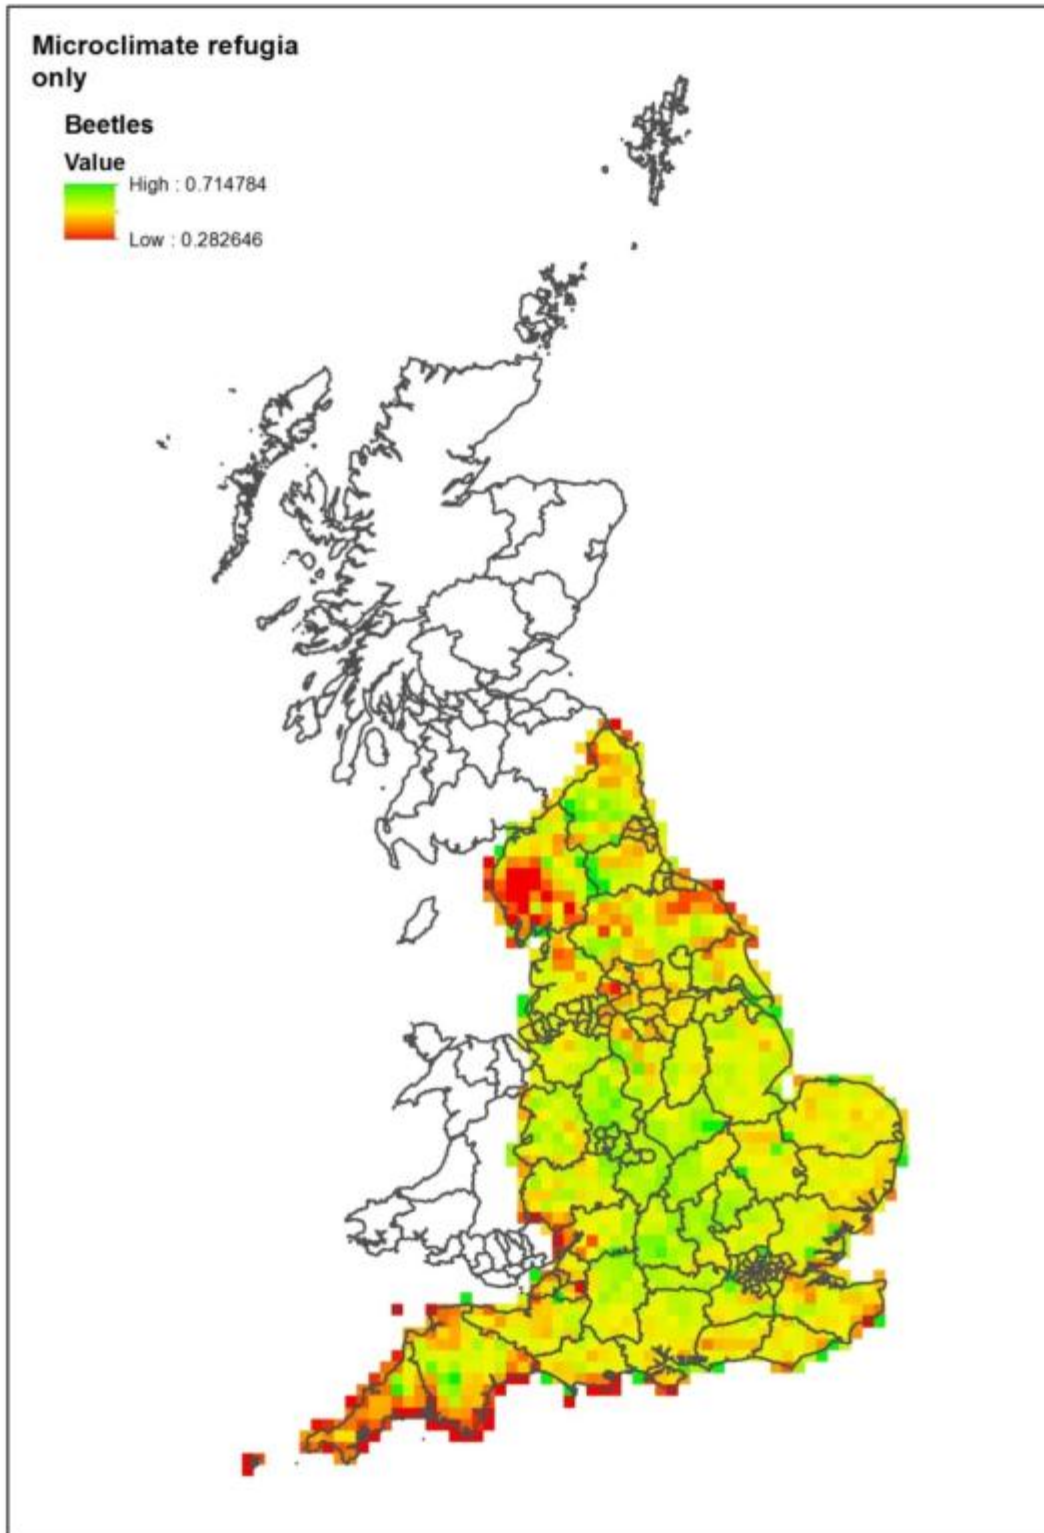 Microclimate refugia
only
Beetles
Value
High : 0.714784
Low : 0.282646